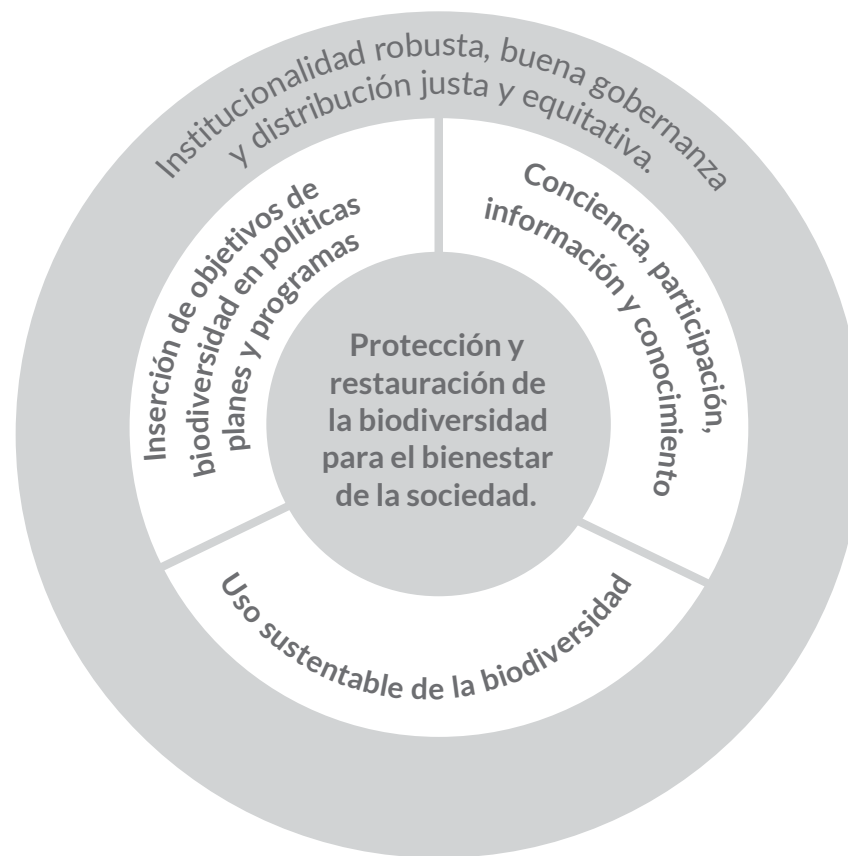 Institucionalidad robusta, buena gobernanza
y distribución justa y equitativa.
Inserción de objetivos de
biodiversidad en políticas
planes y programas
Conciencia, participación,
información y conocimiento
Protección y
restauración de
la biodiversidad
para el bienestar
de la sociedad.
Uso sustentable de la biodiversidad